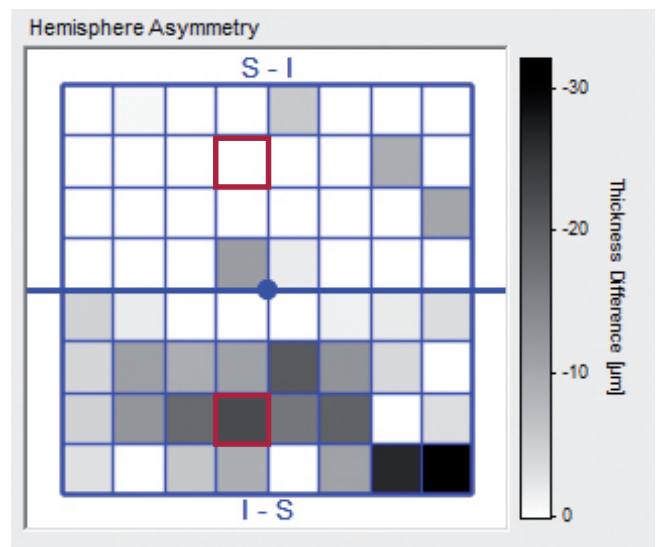 Hemisphere Asymmetry
S - I
-30
-20
-10
0
Thickness Difference [µm]
I - S